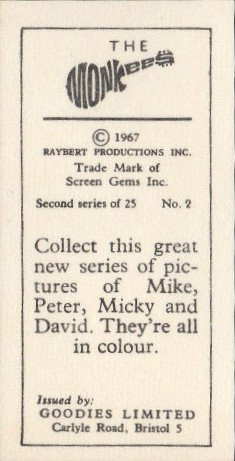 THE
MONKEES
© 1967
RAYBERT PRODUCTIONS INC.
Trade Mark of
Screen Gems Inc.
Second series of 25 No. 2
Collect this great
new series of pic-
tures of Mike,
Peter, Micky and
David. They're all
in colour.
Issued by:
GOODIES LIMITED
Carlyle Road, Bristol 5